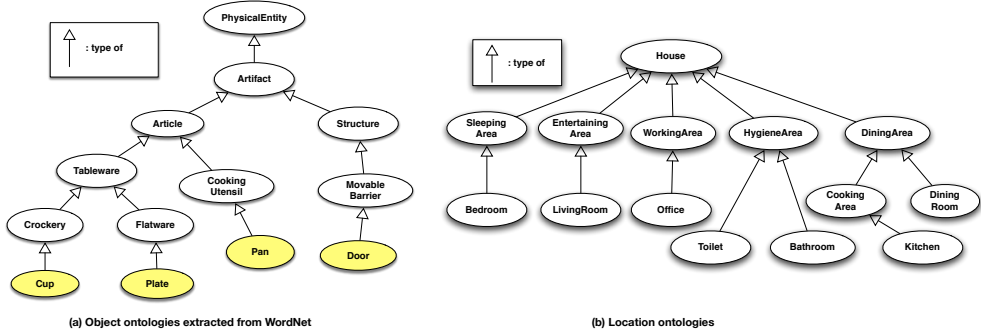 PhysicalEntity
: type of
Artifact
Article
Structure
Tableware
Cooking
Utensil
Movable
Barrier
Crockery
Flatware
Pan
Door
Cup
Plate
(a) Object ontologies extracted from WordNet
: type of
House
Sleeping
Area
Entertaining
Area
WorkingArea
HygieneArea
DiningArea
Bedroom
LivingRoom
Office
Cooking
Area
Dining
Room
Toilet
Bathroom
Kitchen
(b) Location ontologies